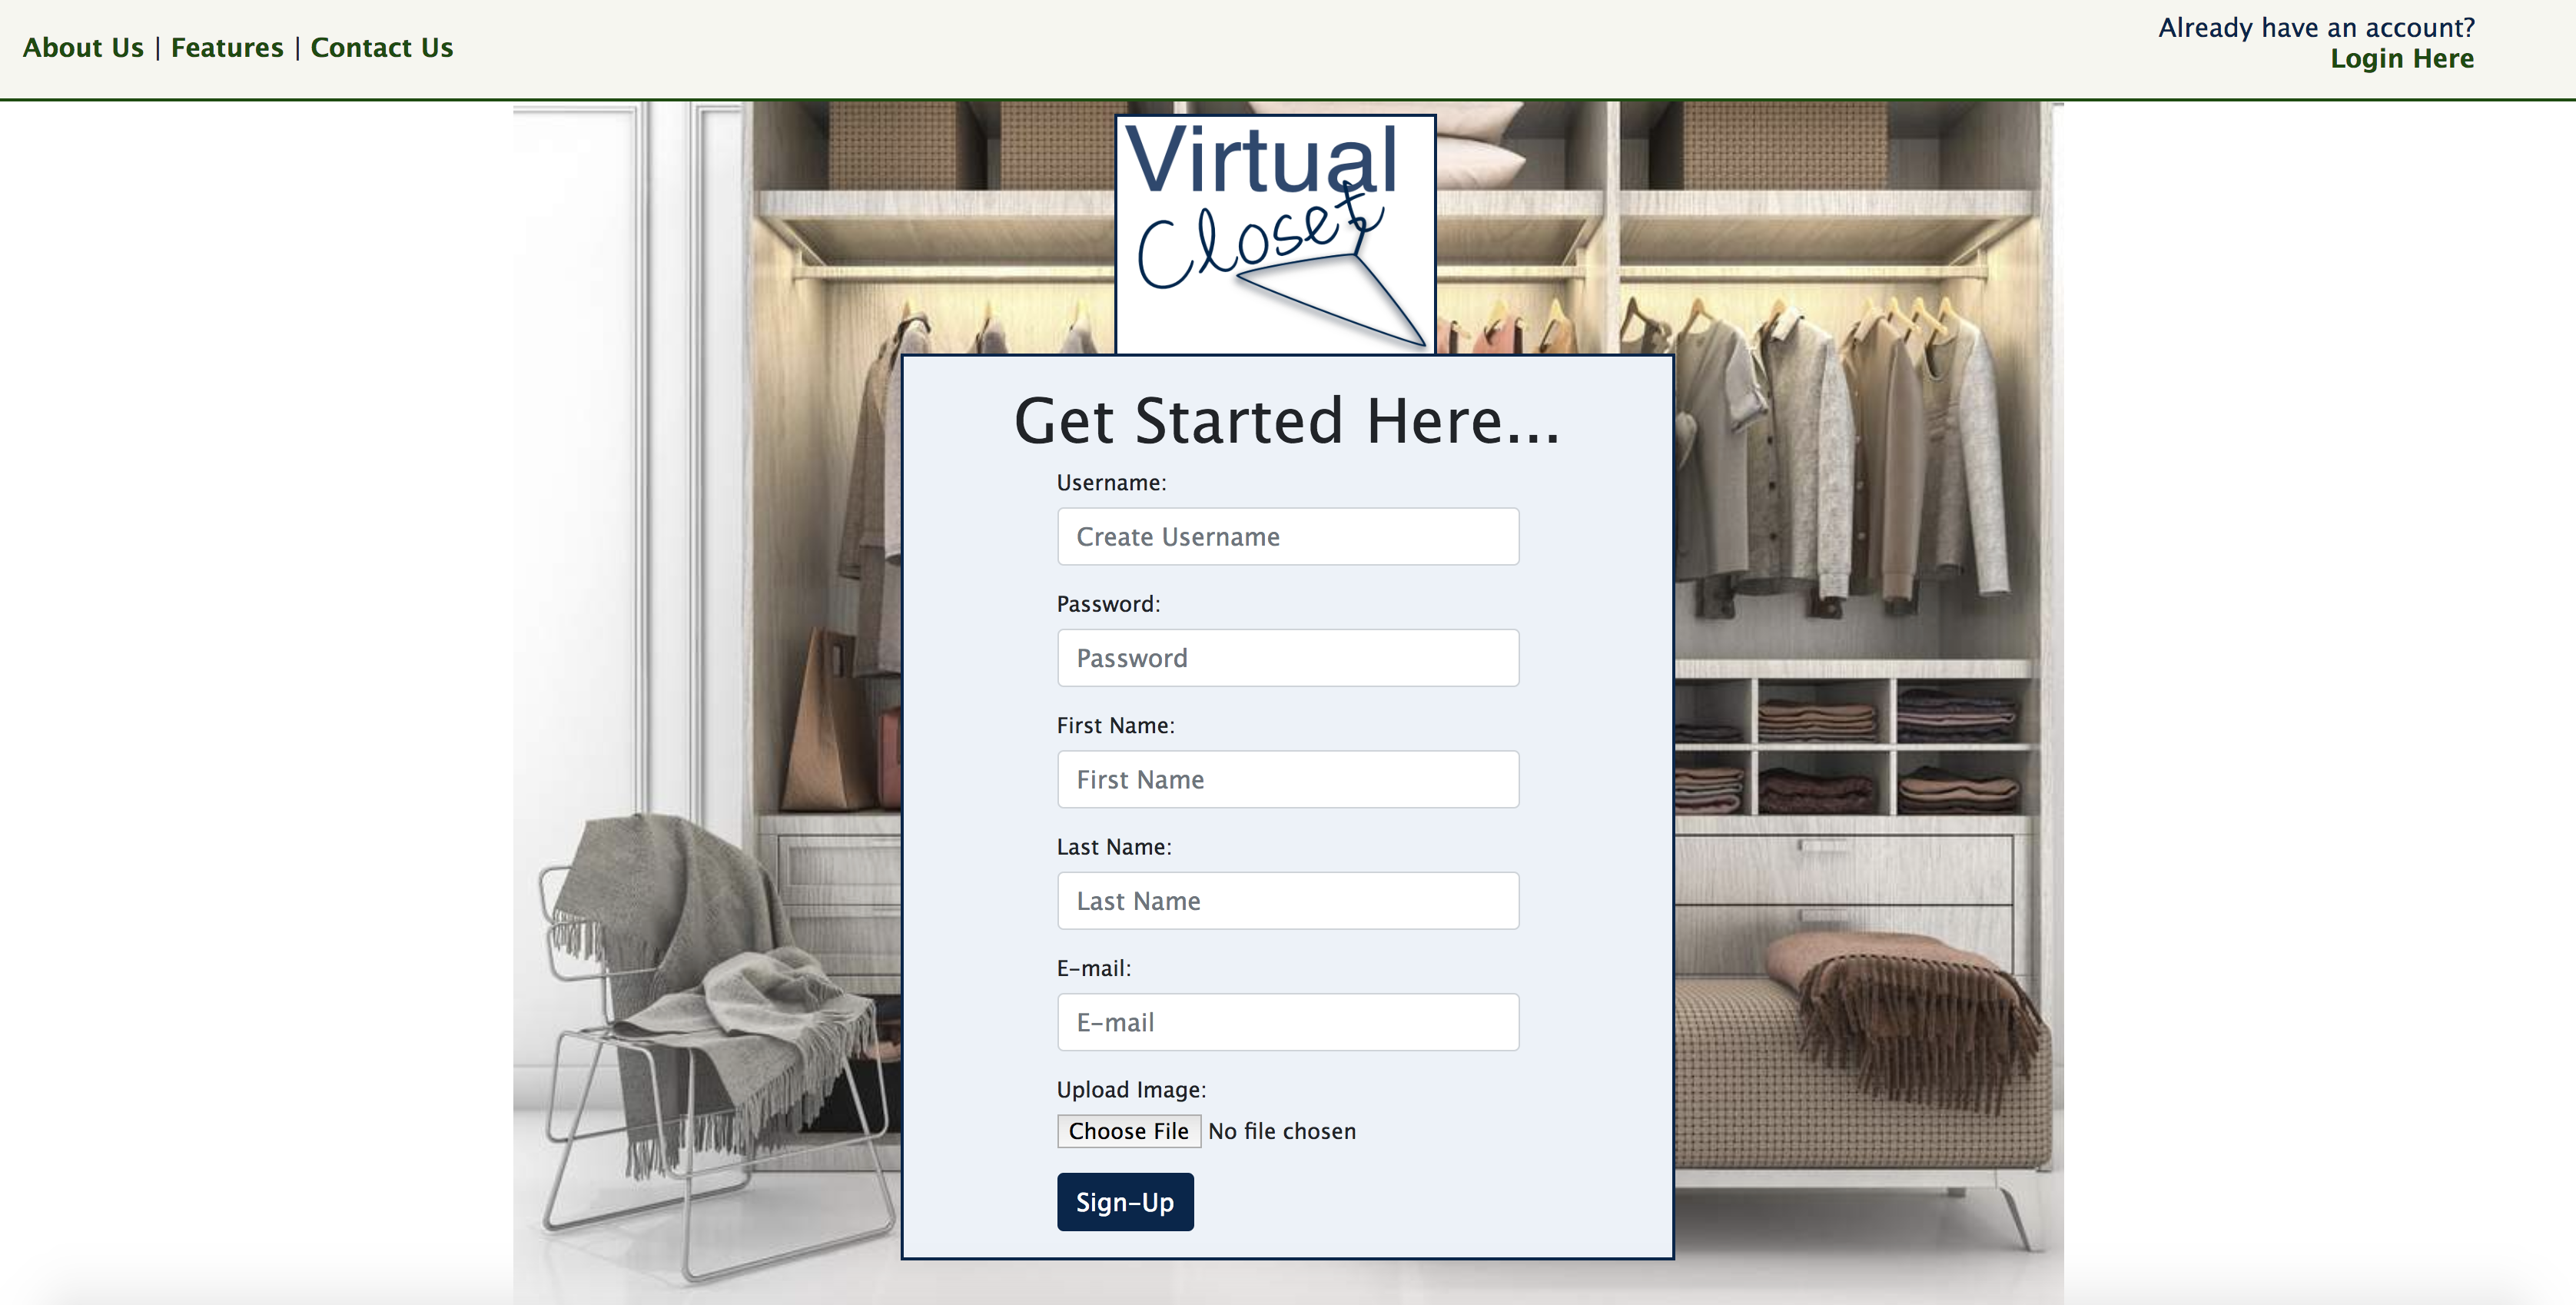 About Us | Features | Contact Us
Already have an account?
Login Here
Virtual
Closet
Get Started Here...
Username:
Create Username
Password:
Password
First Name:
First Name
Last Name:
Last Name
E-mail:
E-mail
Upload Image:
Choose File No file chosen
Sign-Up